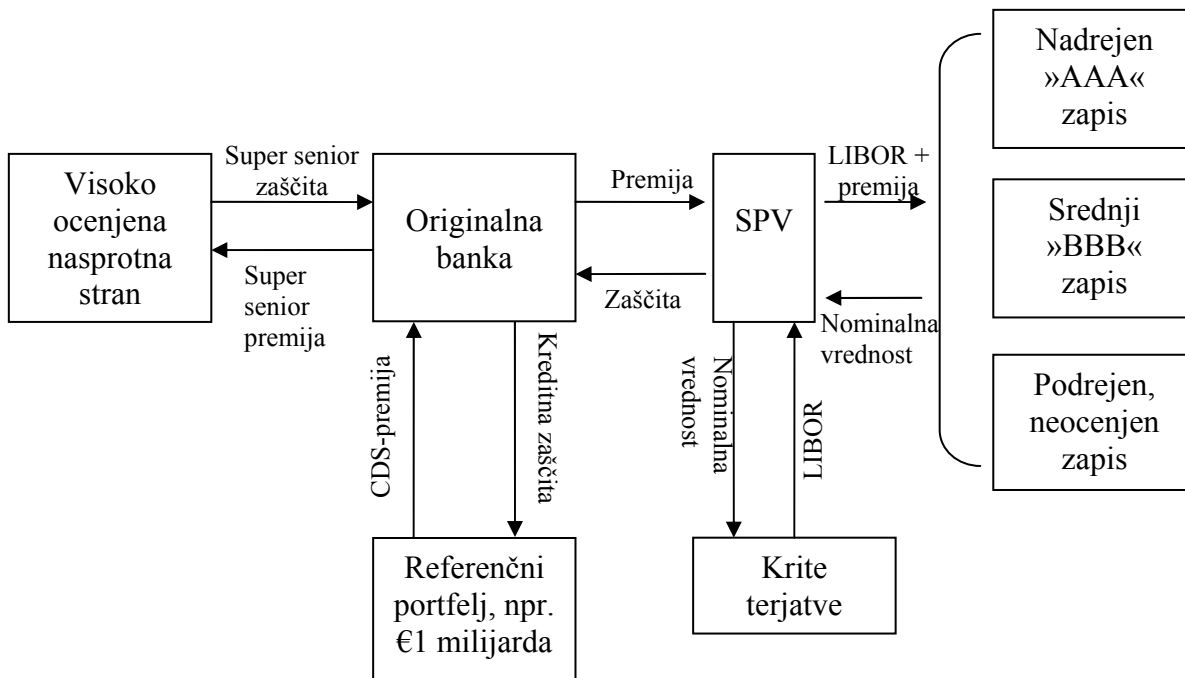 Nadrejen
»AAA«
zapis
Super senior
zaščita
Premija
LIBOR +
premija
Visoko
ocenjena
nasprotna
stran
Originalna
banka
SPV
Srednji
»BBB«
zapis
Super
senior
premija
Zaščita
Nominalna
vrednost
CDS-premija
Kreditna zaščita
Nominalna
vrednost
LIBOR
Podrejen,
neocenjen
zapis
Referenčni
portfelj, npr.
€1 milijarda
Krite
terjatve